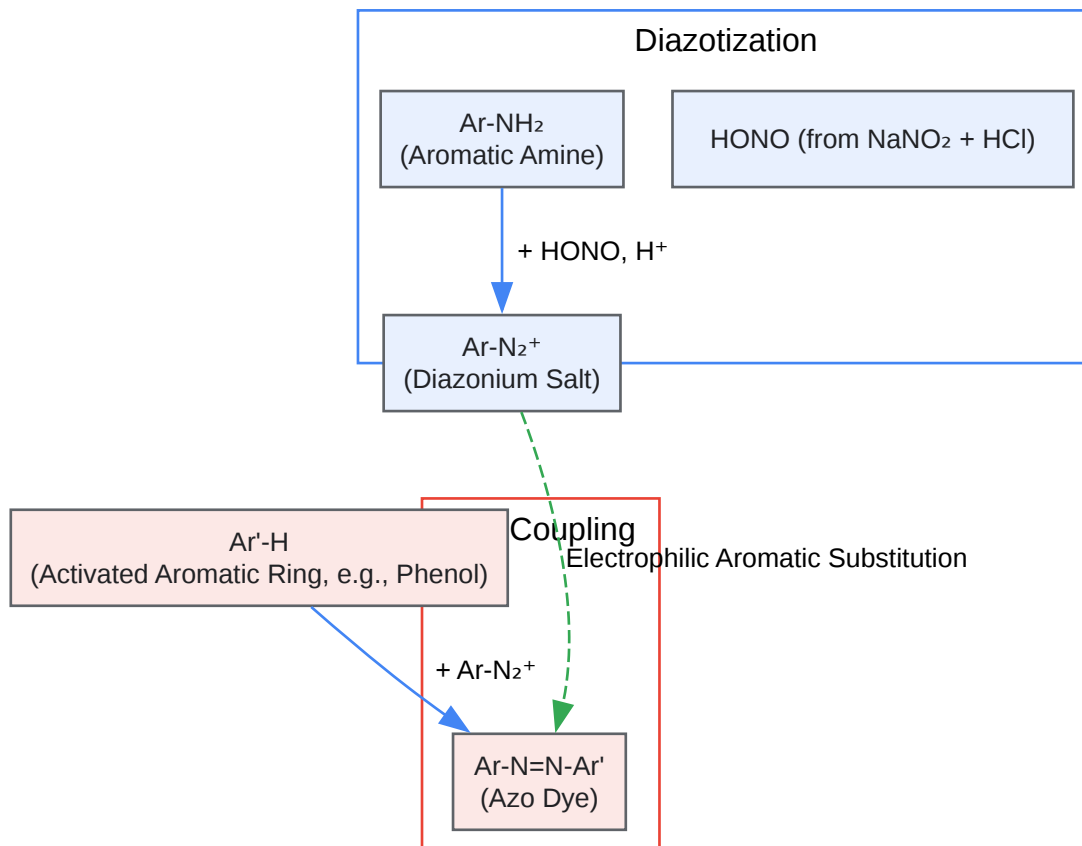 Diazotization
Ar-NH₂
(Aromatic Amine)
HONO (from NaNO₂ + HCl)
+ HONO, H⁺
Ar-N₂⁺
(Diazonium Salt)
Coupling
Ar'-H
(Activated Aromatic Ring, e.g., Phenol)
Electrophilic Aromatic Substitution
+ Ar-N₂⁺
Ar-N=N-Ar'
(Azo Dye)